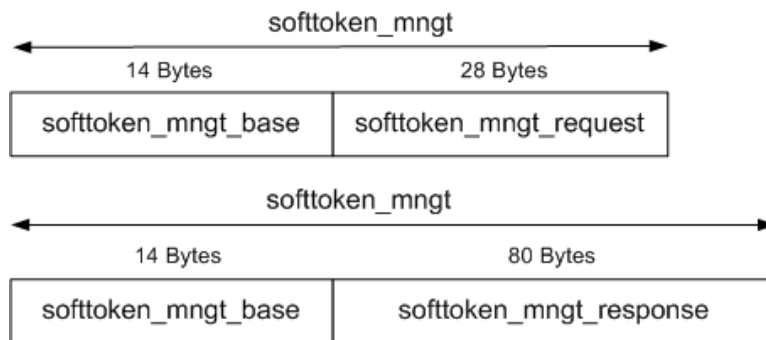 softtoken_mngt
14 Bytes 28 Bytes
softtoken_mngt_base softtoken_mngt_request
softtoken_mngt
14 Bytes 80 Bytes
softtoken_mngt_base softtoken_mngt_response